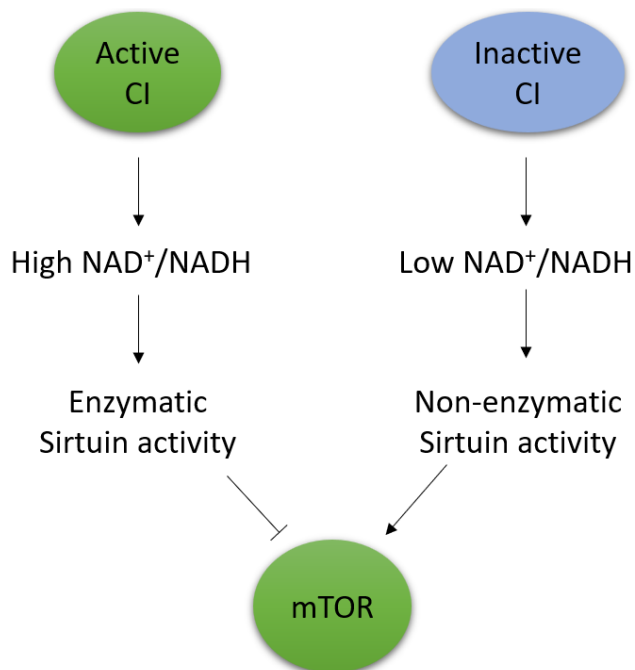 Active
CI
Inactive
CI
High NAD⁺/NADH
Low NAD⁺/NADH
Enzymatic
Sirtuin activity
Non-enzymatic
Sirtuin activity
mTOR